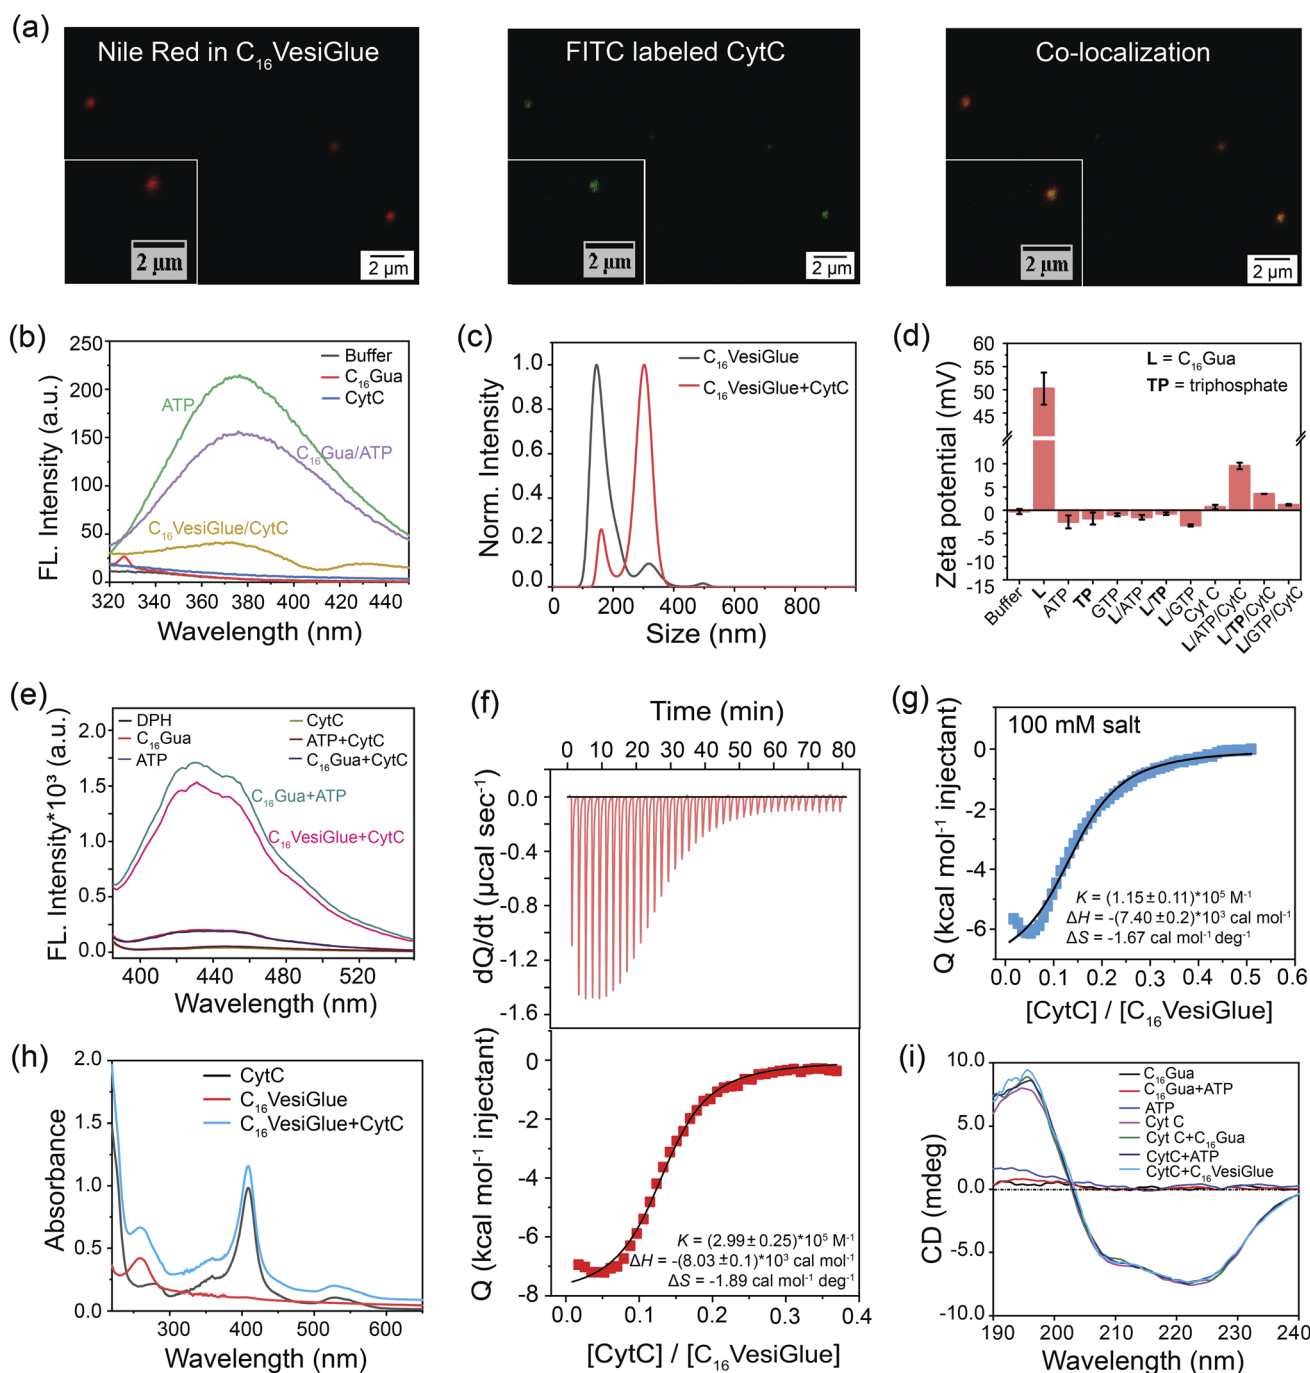 (a)
Nile Red in C₁₆VesiGlue
2 μm
2 μm
FITC labeled CytC
2 μm
2 μm
Co-localization
2 μm
2 μm
(b)
FL. Intensity (a.u.)
250
200
150
100
50
0
Buffer
C₁₆Gua
CytC
ATP
C₁₆Gua/ATP
C₁₆VesiGlue/CytC
320 340 360 380 400 420 440
Wavelength (nm)
(c)
Norm. Intensity
1.0
0.8
0.6
0.4
0.2
0.0
C₁₆VesiGlue
C₁₆VesiGlue+CytC
0 200 400 600 800
Size (nm)
(d)
Zeta potential (mV)
60
55
50
45
10
5
0
-5
-10
-15
L = C₁₆Gua
TP = triphosphate
Buffer
L
ATP
TP
GTP
L/ATP
L/TP
L/GTP
Cyt C
L/ATP/CytC
L/TP/CytC
L/GTP/CytC
(e)
FL. Intensity*10³ (a.u.)
2.0
1.5
1.0
0.5
0.0
DPH
C₁₆Gua
ATP
CytC
ATP+CytC
C₁₆Gua+CytC
C₁₆Gua+ATP
C₁₆VesiGlue+CytC
400 440 480 520
Wavelength (nm)
(f)
Time (min)
0 10 20 30 40 50 60 70 80
dQ/dt (μcal sec⁻¹)
0.0
-0.4
-0.8
-1.2
-1.6
Q (kcal mol⁻¹ injectant)
0
-2
-4
-6
-8
K = (2.99±0.25)*10⁵ M⁻¹
ΔH = -(8.03±0.1)*10³ cal mol⁻¹
ΔS = -1.89 cal mol⁻¹ deg⁻¹
0.0 0.1 0.2 0.3 0.4
[CytC] / [C₁₆VesiGlue]
(g)
Q (kcal mol⁻¹ injectant)
100 mM salt
0
-2
-4
-6
K = (1.15±0.11)*10⁵ M⁻¹
ΔH = -(7.40±0.2)*10³ cal mol⁻¹
ΔS = -1.67 cal mol⁻¹ deg⁻¹
0.0 0.1 0.2 0.3 0.4 0.5 0.6
[CytC] / [C₁₆VesiGlue]
(h)
Absorbance
2.0
1.5
1.0
0.5
0.0
CytC
C₁₆VesiGlue
C₁₆VesiGlue+CytC
300 400 500 600
Wavelength (nm)
(i)
CD (mdeg)
10.0
5.0
0.0
-5.0
-10.0
C₁₆Gua
C₁₆Gua+ATP
ATP
Cyt C
Cyt C+C₁₆Gua
CytC+ATP
CytC+C₁₆VesiGlue
190 200 210 220 230 240
Wavelength (nm)